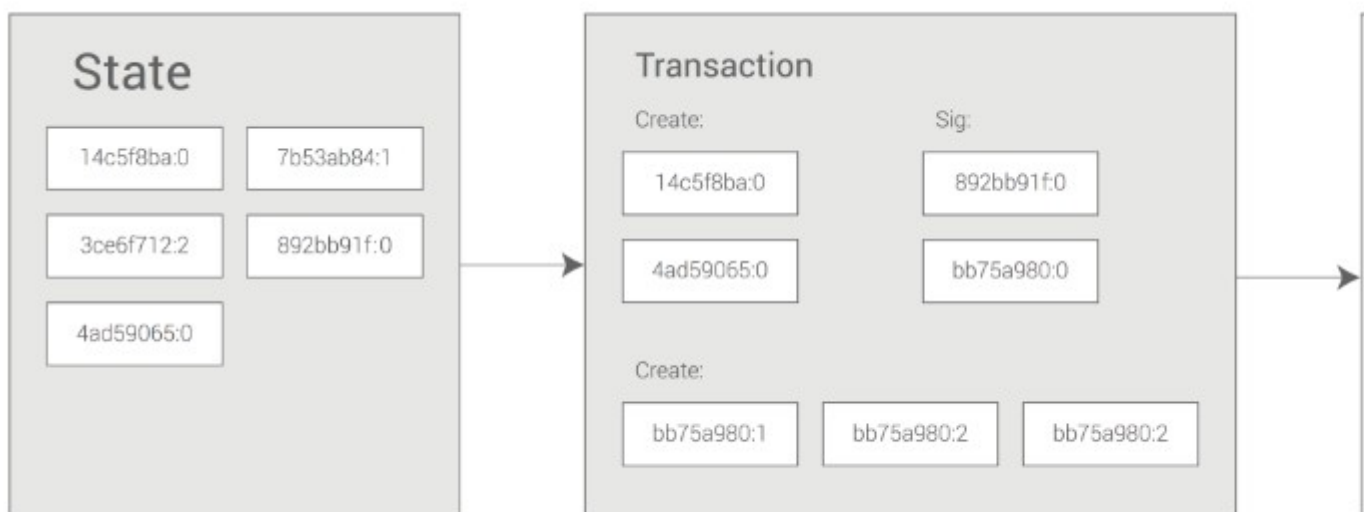 State
14c5f8ba:0 7b53ab84:1
3ce6f712:2 892bb91f:0
4ad59065:0
Transaction
Create: Sig:
14c5f8ba:0 892bb91f:0
4ad59065:0 bb75a980:0
Create:
bb75a980:1 bb75a980:2 bb75a980:2